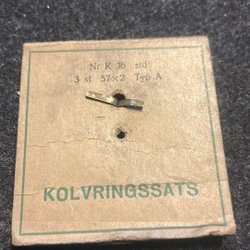 Nr K 36 std
3 st 57×2 Typ A
KOLVRINGSSATS